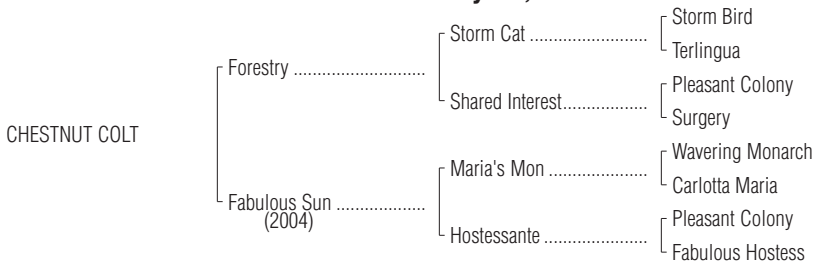 Storm Bird
Storm Cat ..........................
Terlingua
Forestry .............................
Pleasant Colony
Shared Interest...................
Surgery
CHESTNUT COLT
Wavering Monarch
Maria's Mon .......................
Carlotta Maria
Fabulous Sun ....................
(2004)
Pleasant Colony
Hostessante .......................
Fabulous Hostess